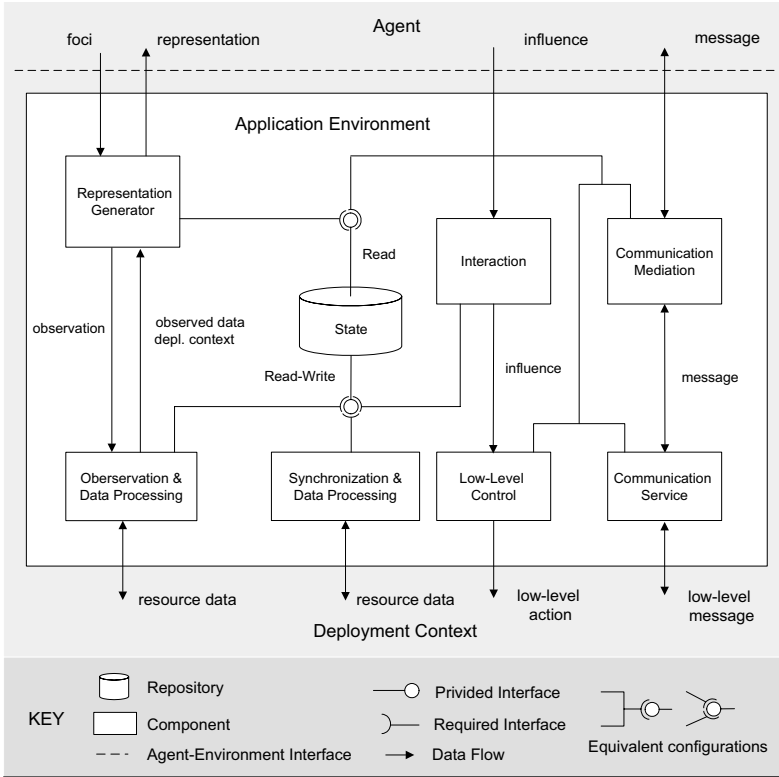 Agent
foci
representation
influence
message
Application Environment
Representation
Generator
Read
Interaction
Communication
Mediation
State
observation
observed data
depl. context
Read-Write
influence
message
Oberservation &
Data Processing
Synchronization &
Data Processing
Low-Level
Control
Communication
Service
resource data
resource data
low-level
action
low-level
message
Deployment Context
KEY
Repository
Component
Agent-Environment Interface
Privided Interface
Required Interface
Data Flow
Equivalent configurations